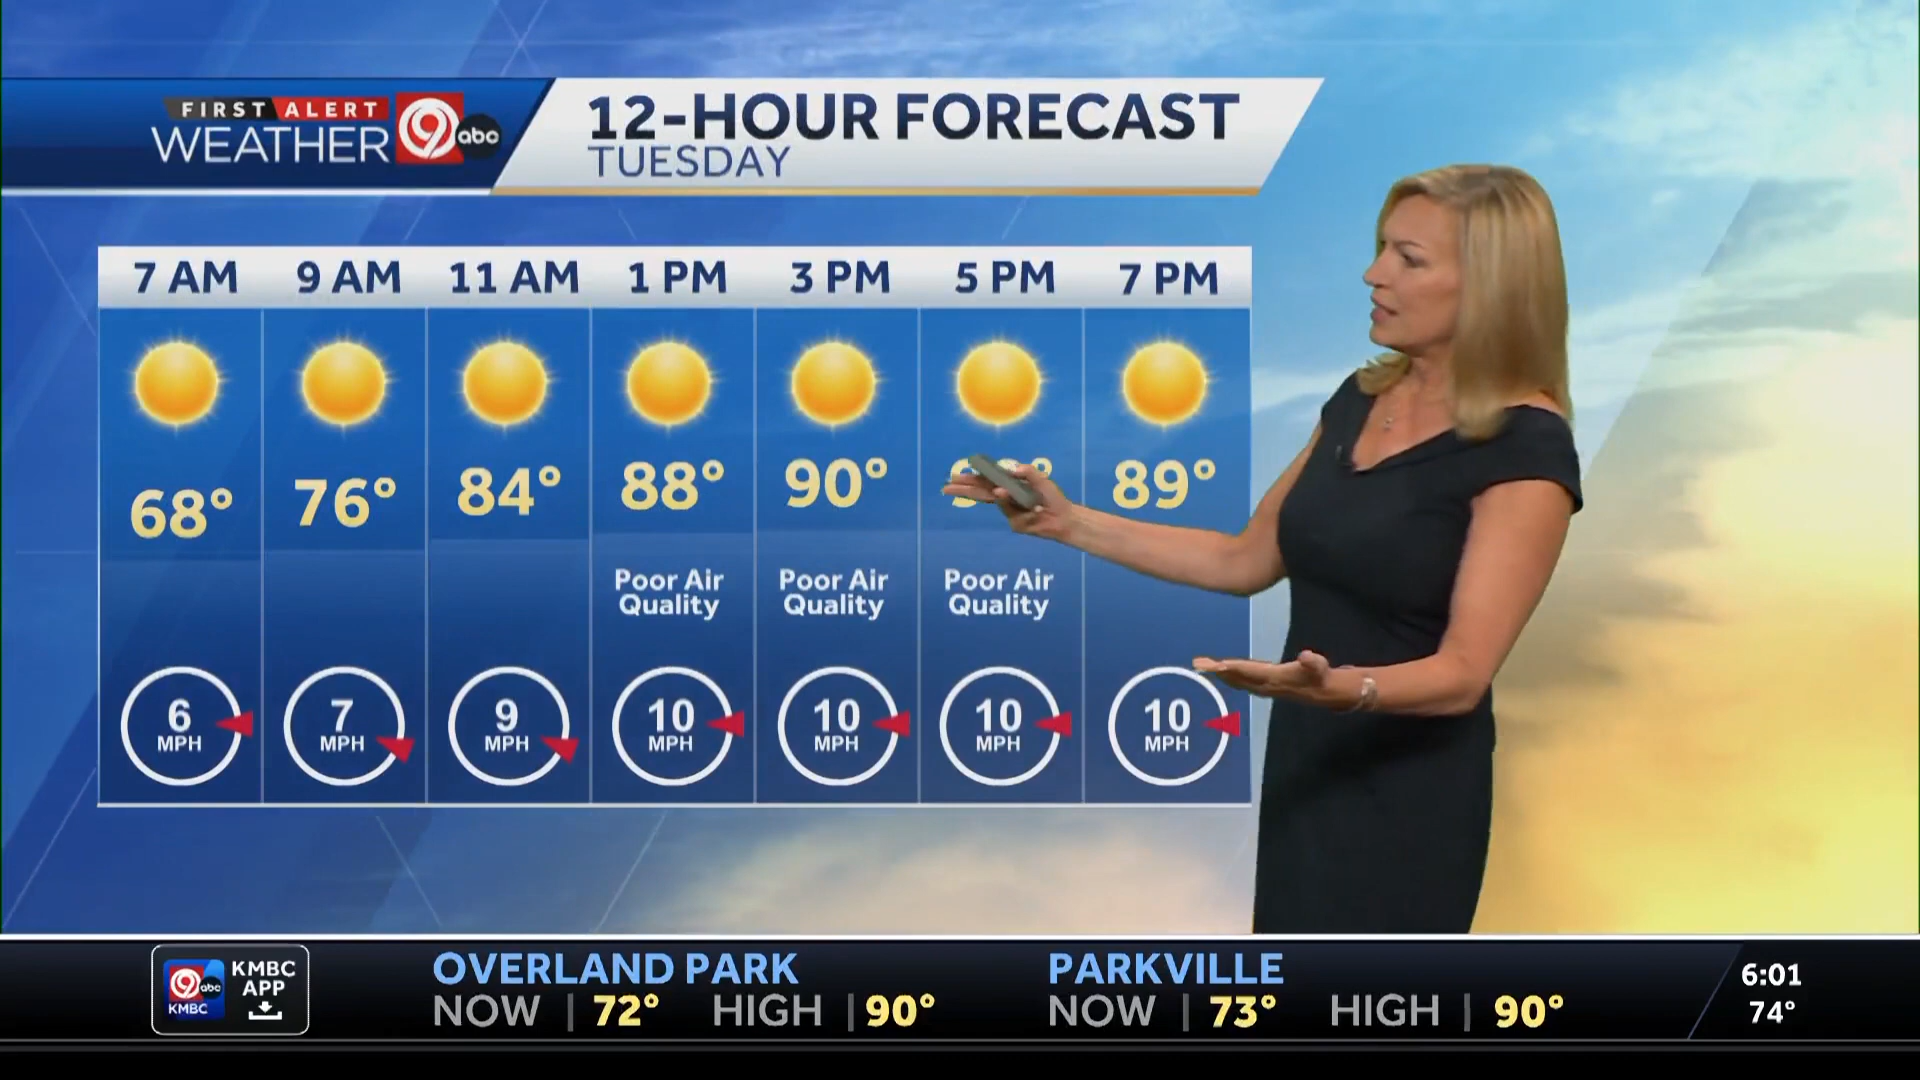 FIRST ALERT
WEATHER 9 abc
12-HOUR FORECAST
TUESDAY
7 AM 9 AM 11 AM 1 PM 3 PM 5 PM 7 PM
68° 76° 84° 88° 90° 89°
Poor Air Poor Air Poor Air
Quality Quality Quality
6 7 9 10 10 10 10
MPH MPH MPH MPH MPH MPH MPH
9 abc
KMBC
KMBC
APP
OVERLAND PARK
NOW | 72° HIGH | 90°
PARKVILLE
NOW | 73° HIGH | 90°
6:01
74°